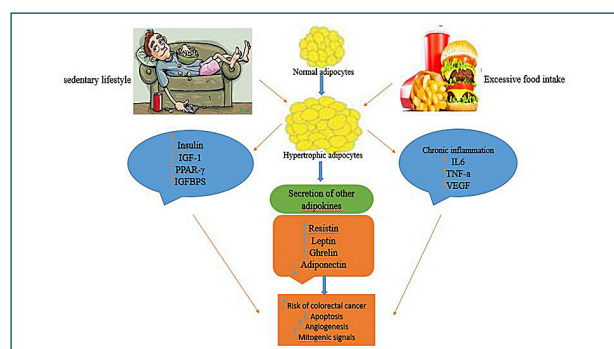 sedentary lifestyle
Normal adipocytes
Excessive food intake
Hypertrophic adipocytes
Insulin
IGF-1
PPAR-γ
IGFBPS
Chronic inflammation
IL6
TNF-a
VEGF
Secretion of other
adipokines
Resistin
Leptin
Ghrelin
Adiponectin
Risk of colorectal cancer
Apoptosis
Angiogenesis
Mitogenic signals